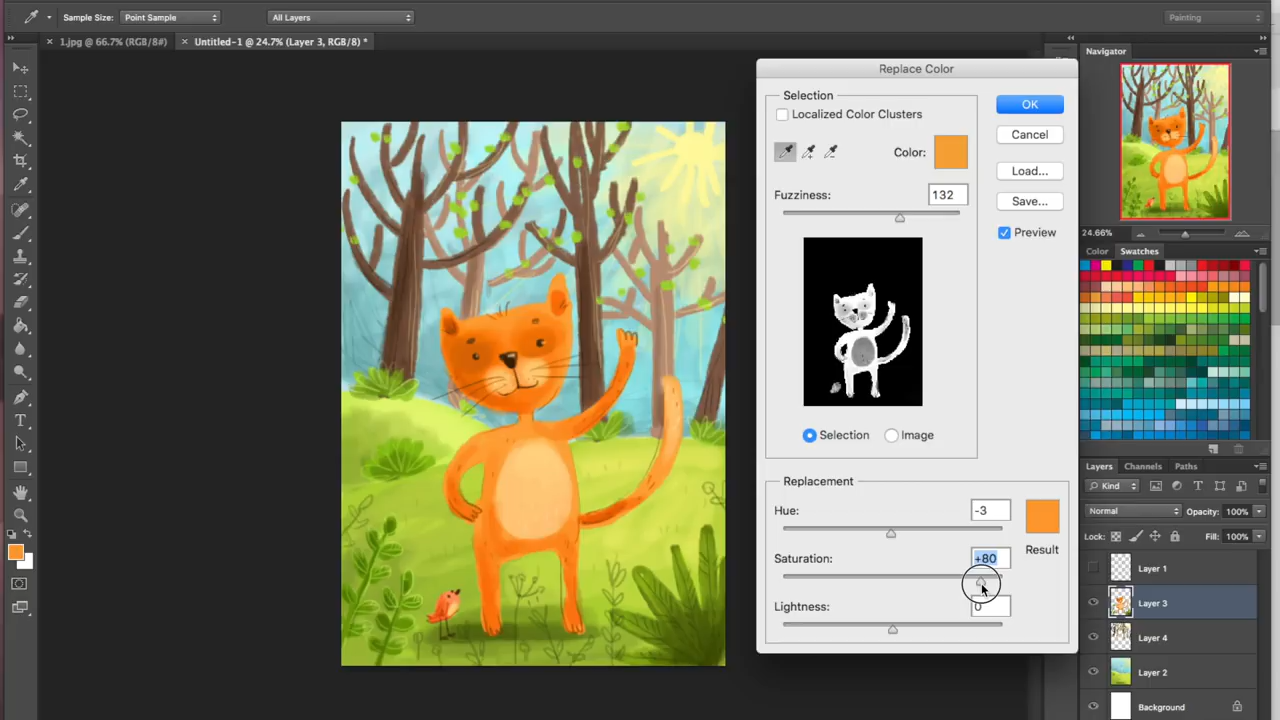 Sample Size: Point Sample All Layers Painting
× 1.jpg @ 66.7% (RGB/8#) × Untitled-1 @ 24.7% (Layer 3, RGB/8) *
Replace Color
Selection
Localized Color Clusters
Color:
Fuzziness: 132
Selection Image
Replacement
Hue: -3
Saturation: +80
Result
Lightness: 0
OK
Cancel
Load...
Save...
Preview
Navigator
24.66%
Color Swatches
Layers Channels Paths
Kind
Normal Opacity: 100%
Lock: Fill: 100%
Layer 1
Layer 3
Layer 4
Layer 2
Background